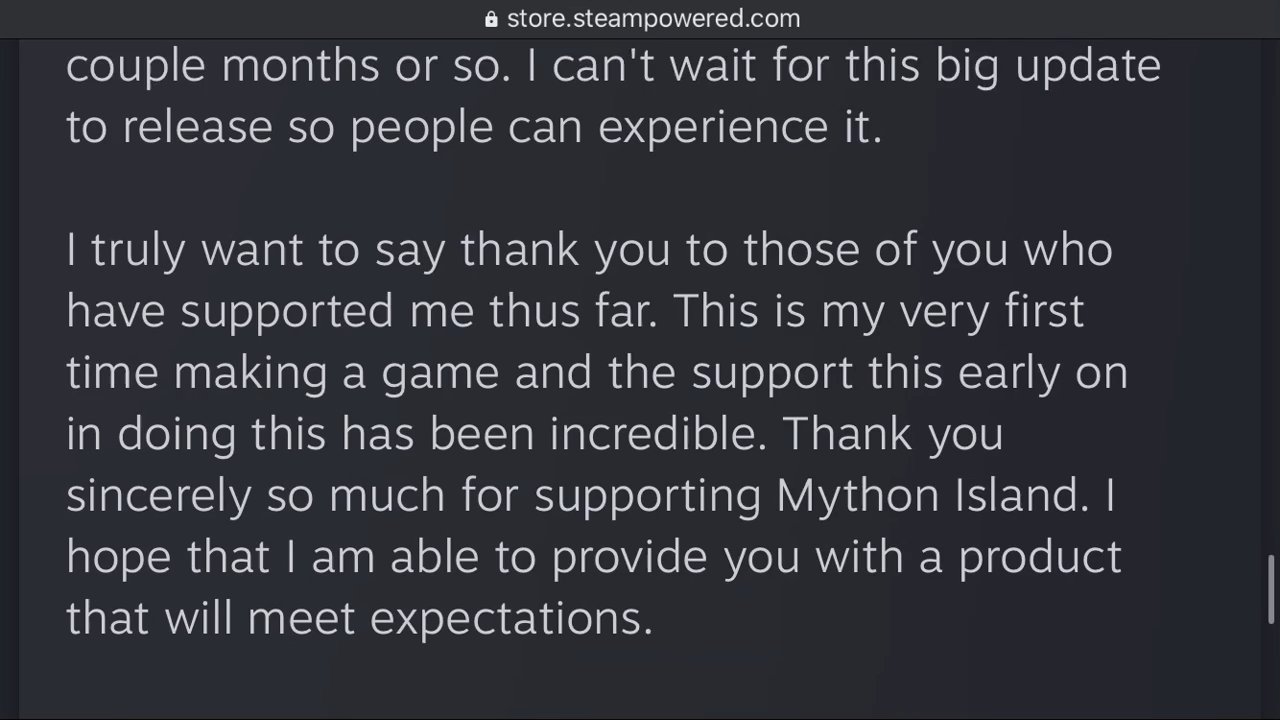 store.steampowered.com
couple months or so. I can't wait for this big update
to release so people can experience it.
I truly want to say thank you to those of you who
have supported me thus far. This is my very first
time making a game and the support this early on
in doing this has been incredible. Thank you
sincerely so much for supporting Mython Island. I
hope that I am able to provide you with a product
that will meet expectations.